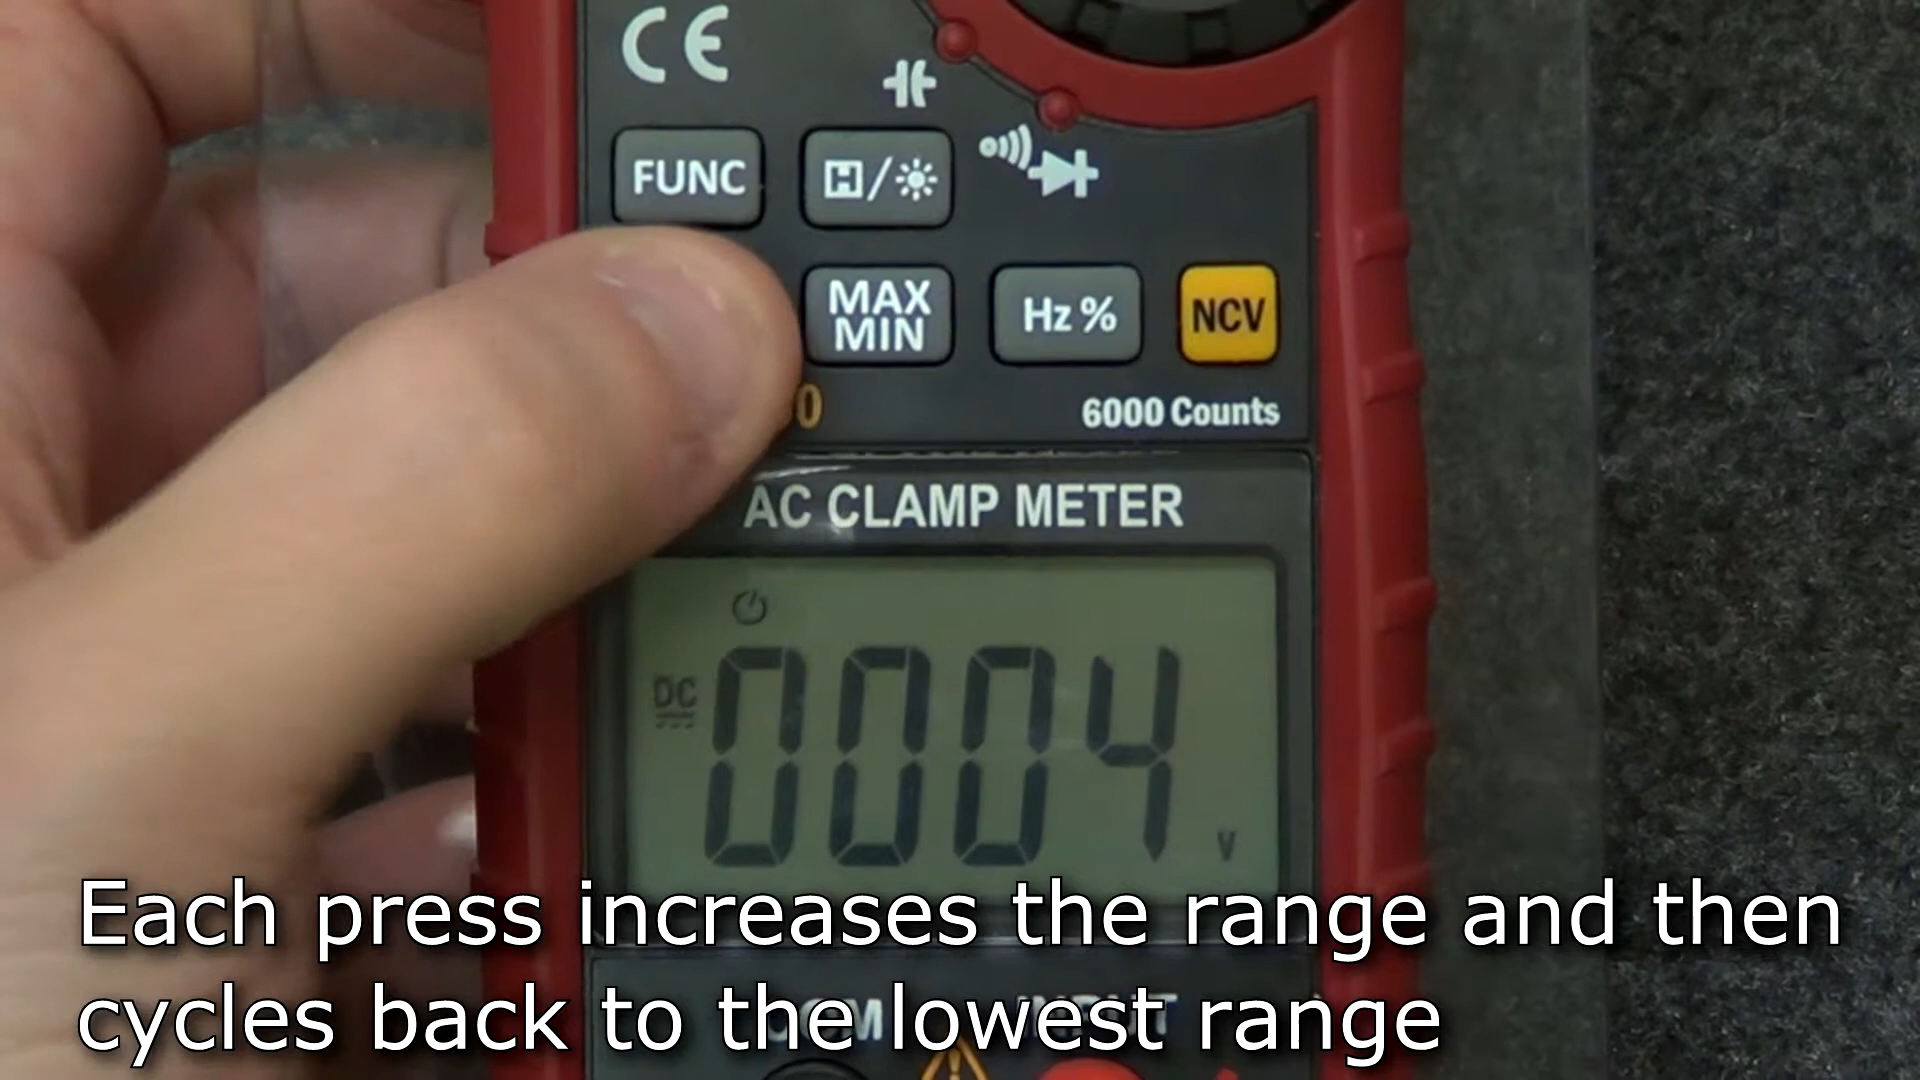 CE
FUNC
H/
MAX
MIN
Hz %
NCV
0
6000 Counts
AC CLAMP METER
DC
0004
V
Each press increases the range and then
cycles back to the lowest range